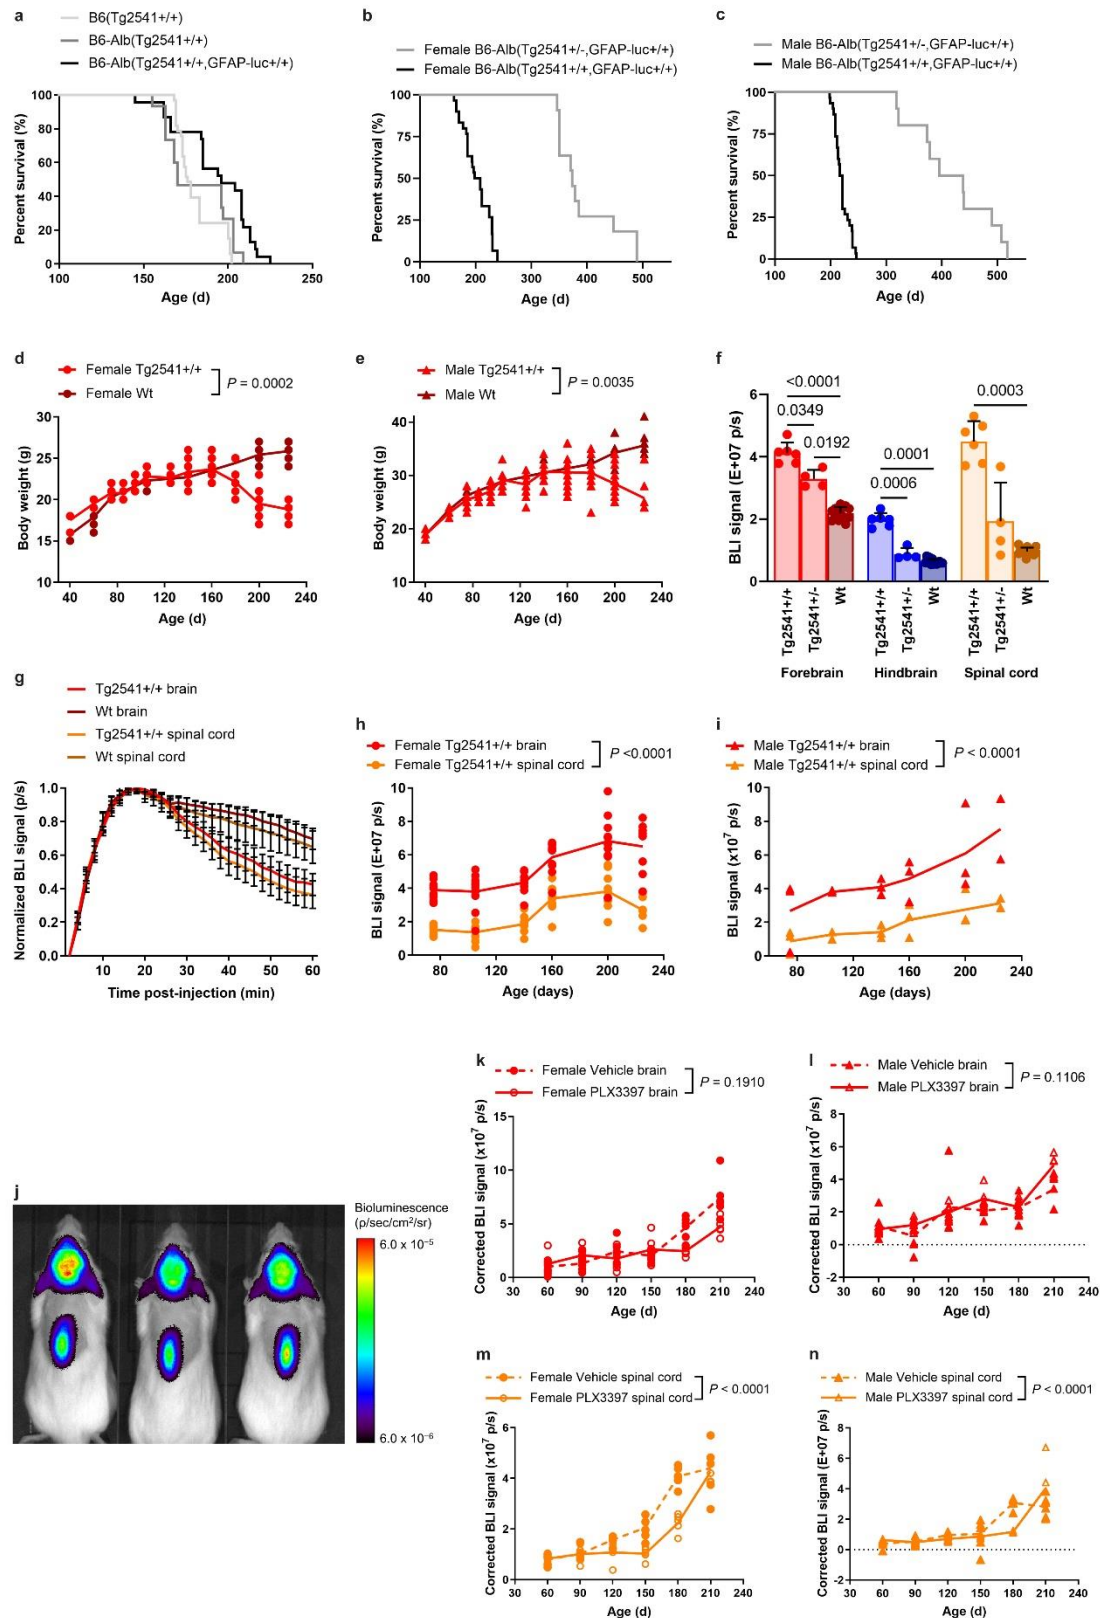 a
B6(Tg2541+/+)
B6-Alb(Tg2541+/+)
B6-Alb(Tg2541+/+,GFAP-luc+/+)
Percent survival (%)
100
80
60
40
20
0
100 150 200 250
Age (d)
b
Female B6-Alb(Tg2541+/-,GFAP-luc+/+)
Female B6-Alb(Tg2541+/+,GFAP-luc+/+)
Percent survival (%)
100
75
50
25
0
100 200 300 400 500
Age (d)
c
Male B6-Alb(Tg2541+/-,GFAP-luc+/+)
Male B6-Alb(Tg2541+/+,GFAP-luc+/+)
Percent survival (%)
100
75
50
25
0
100 200 300 400 500
Age (d)
d
Female Tg2541+/+
Female Wt
P = 0.0002
Body weight (g)
30
25
20
15
10
40 80 120 160 200 240
Age (d)
e
Male Tg2541+/+
Male Wt
P = 0.0035
Body weight (g)
40
30
20
10
40 80 120 160 200 240
Age (d)
f
BLI signal (E+07 p/s)
6
4
2
0
<0.0001
0.0349
0.0192
0.0001
0.0006
0.0003
Tg2541+/+
Tg2541+/-
Wt
Tg2541+/+
Tg2541+/-
Wt
Tg2541+/+
Tg2541+/-
Wt
Forebrain Hindbrain Spinal cord
g
Tg2541+/+ brain
Wt brain
Tg2541+/+ spinal cord
Wt spinal cord
Normalized BLI signal (p/s)
1.0
0.8
0.6
0.4
0.2
0.0
10 20 30 40 50 60
Time post-injection (min)
h
Female Tg2541+/+ brain
Female Tg2541+/+ spinal cord
P <0.0001
BLI signal (E+07 p/s)
10
8
6
4
2
0
80 120 160 200 240
Age (days)
i
Male Tg2541+/+ brain
Male Tg2541+/+ spinal cord
P < 0.0001
BLI signal (x10⁷ p/s)
10
8
6
4
2
0
80 120 160 200 240
Age (days)
j
Bioluminescence
(p/sec/cm²/sr)
6.0 x 10⁻⁵
6.0 x 10⁻⁶
k
Female Vehicle brain
Female PLX3397 brain
P = 0.1910
Corrected BLI signal (x10⁷ p/s)
15
10
5
0
30 60 90 120 150 180 210 240
Age (d)
l
Male Vehicle brain
Male PLX3397 brain
P = 0.1106
Corrected BLI signal (x10⁷ p/s)
8
6
4
2
0
-2
30 60 90 120 150 180 210 240
Age (d)
m
Female Vehicle spinal cord
Female PLX3397 spinal cord
P < 0.0001
Corrected BLI signal (x10⁷ p/s)
6
4
2
0
30 60 90 120 150 180 210 240
Age (d)
n
Male Vehicle spinal cord
Male PLX3397 spinal cord
P < 0.0001
Corrected BLI signal (E+07 p/s)
8
6
4
2
0
-2
30 60 90 120 150 180 210 240
Age (d)